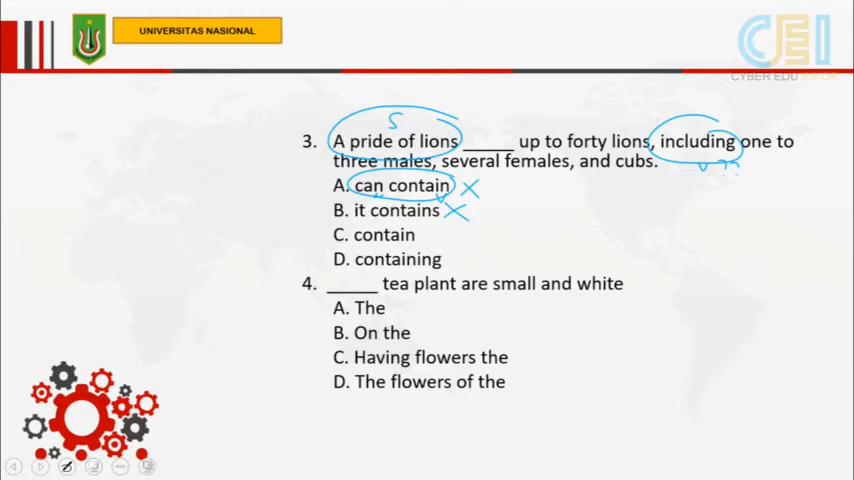 UNIVERSITAS NASIONAL
CEI
CYBER EDU INKOR
S
3. A pride of lions _____ up to forty lions, including one to
three males, several females, and cubs.
V ??
A. can contain X
B. it contains X
C. contain
D. containing
4. _____ tea plant are small and white
A. The
B. On the
C. Having flowers the
D. The flowers of the